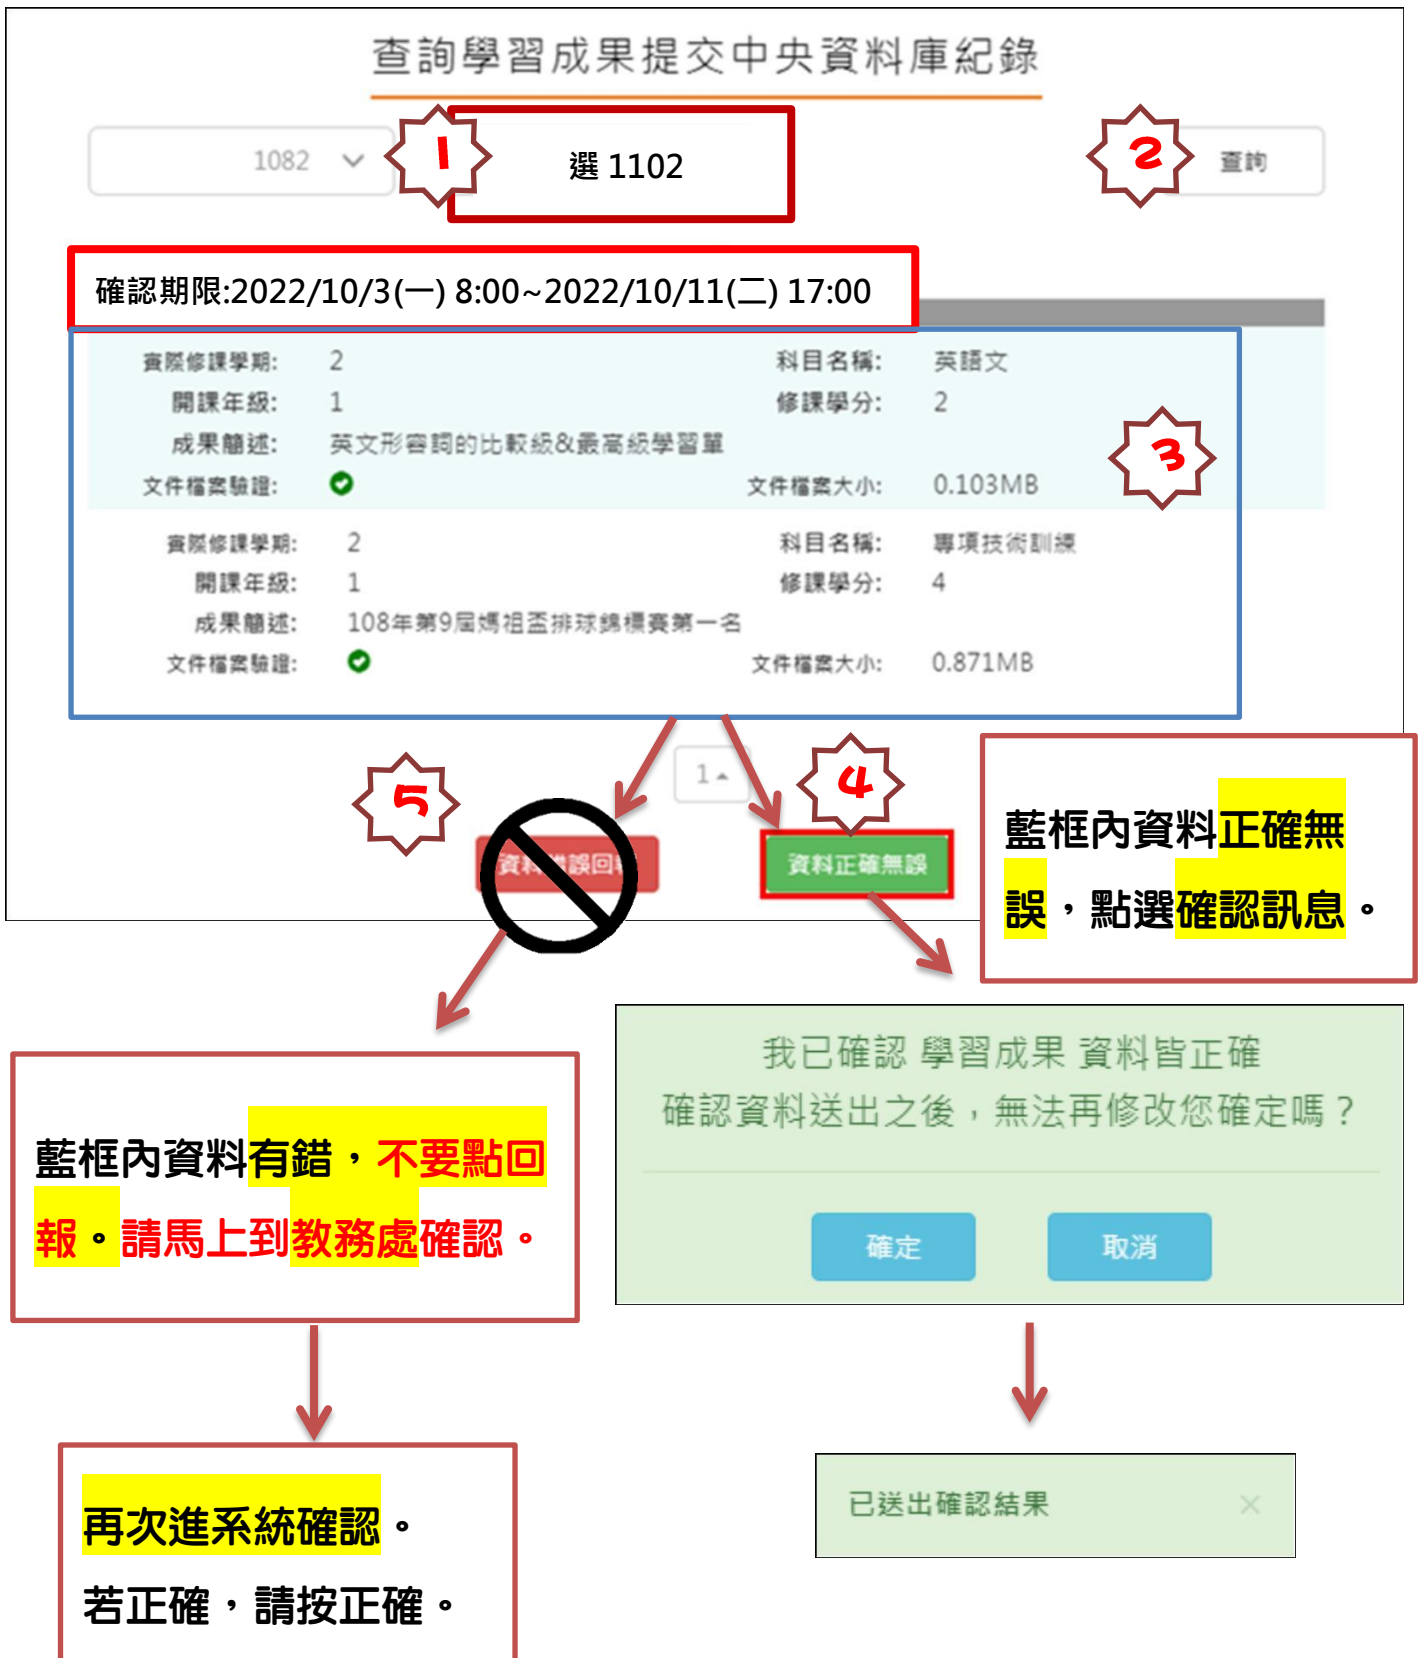 查詢學習成果提交中央資料庫紀錄
1082
1
選 1102
2
查詢
確認期限:2022/10/3(一) 8:00~2022/10/11(二) 17:00
實際修課學期: 2 科目名稱: 英語文
開課年級: 1 修課學分: 2
成果簡述: 英文形容詞的比較級&最高級學習單
3
文件檔案驗證: 文件檔案大小: 0.103MB
實際修課學期: 2 科目名稱: 專項技術訓練
開課年級: 1 修課學分: 4
成果簡述: 108年第9屆媽祖盃排球錦標賽第一名
文件檔案驗證: 文件檔案大小: 0.871MB
1
5
4
資料錯誤回報
資料正確無誤
藍框內資料正確無
誤，點選確認訊息。
我已確認 學習成果 資料皆正確
確認資料送出之後，無法再修改您確定嗎？
確定
取消
藍框內資料有錯，不要點回
報。請馬上到教務處確認。
已送出確認結果 ×
再次進系統確認。
若正確，請按正確。